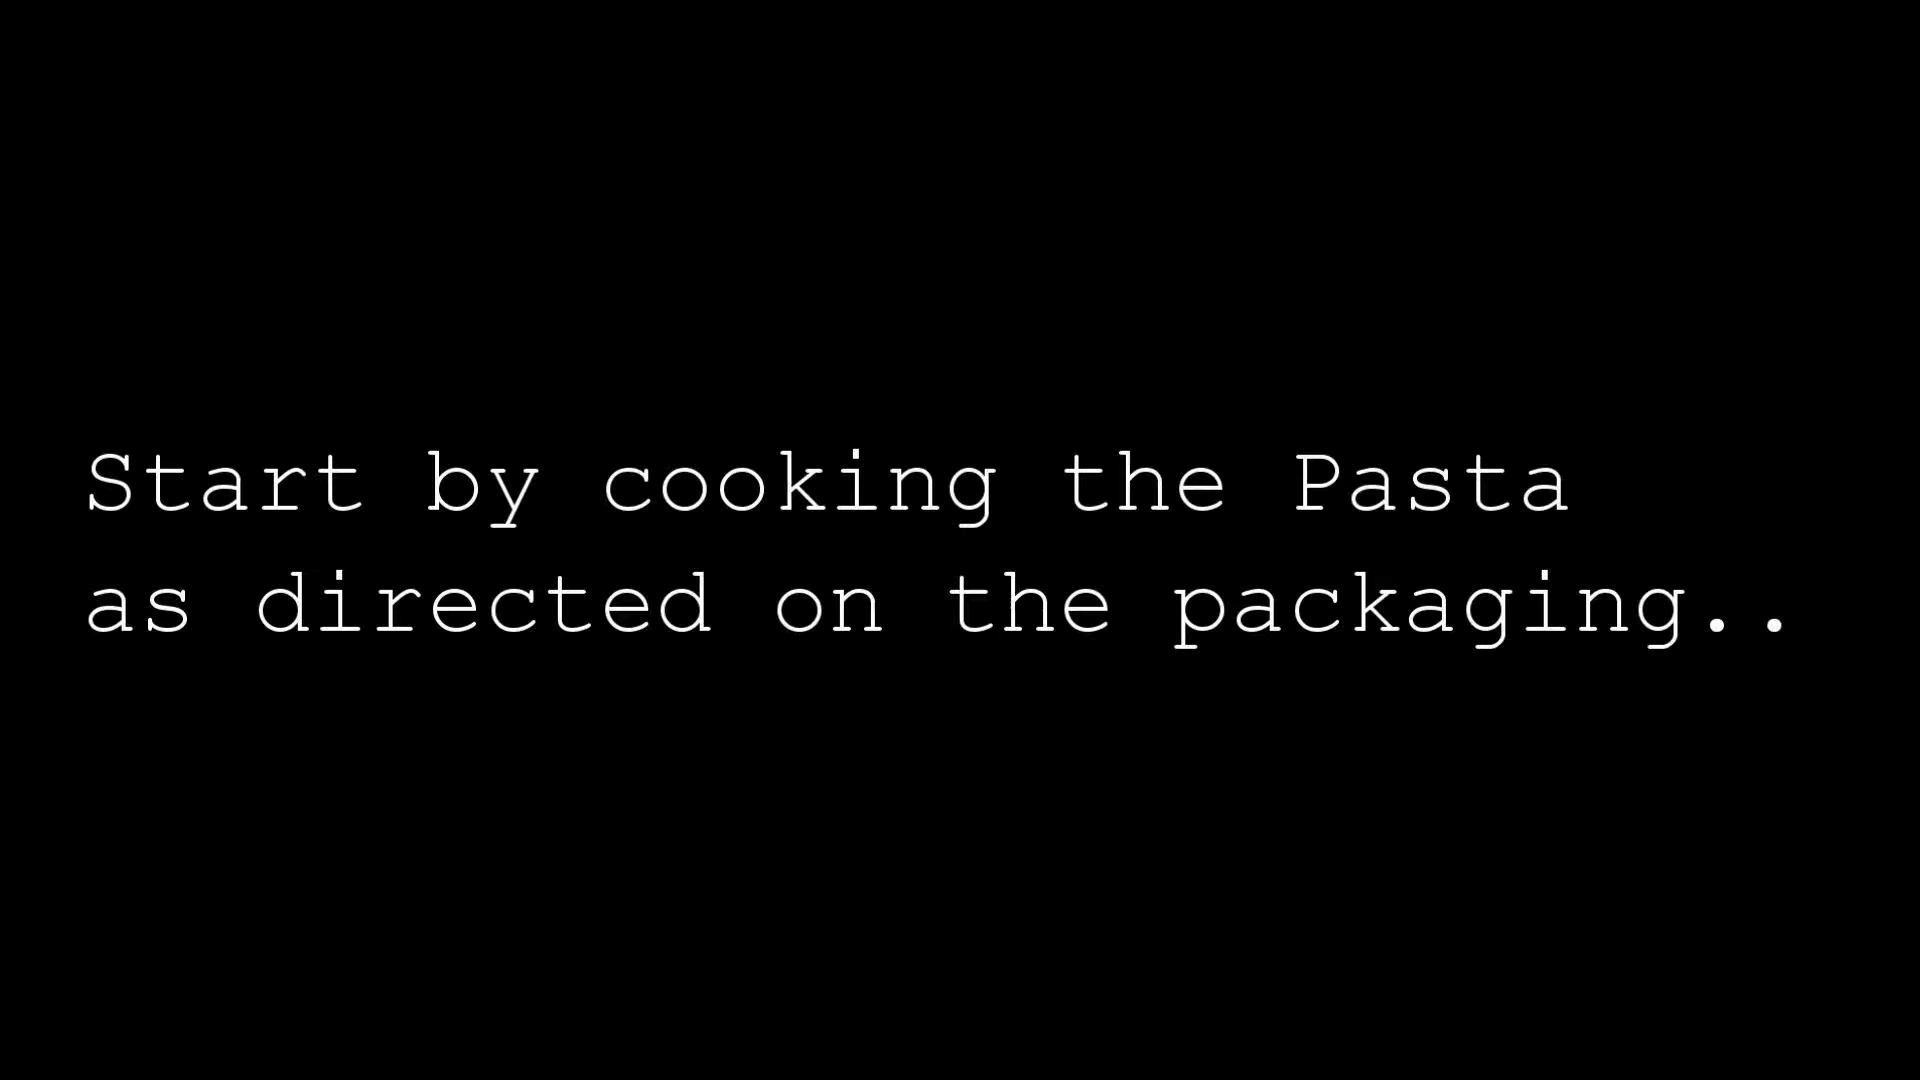 Start by cooking the Pasta
as directed on the packaging..